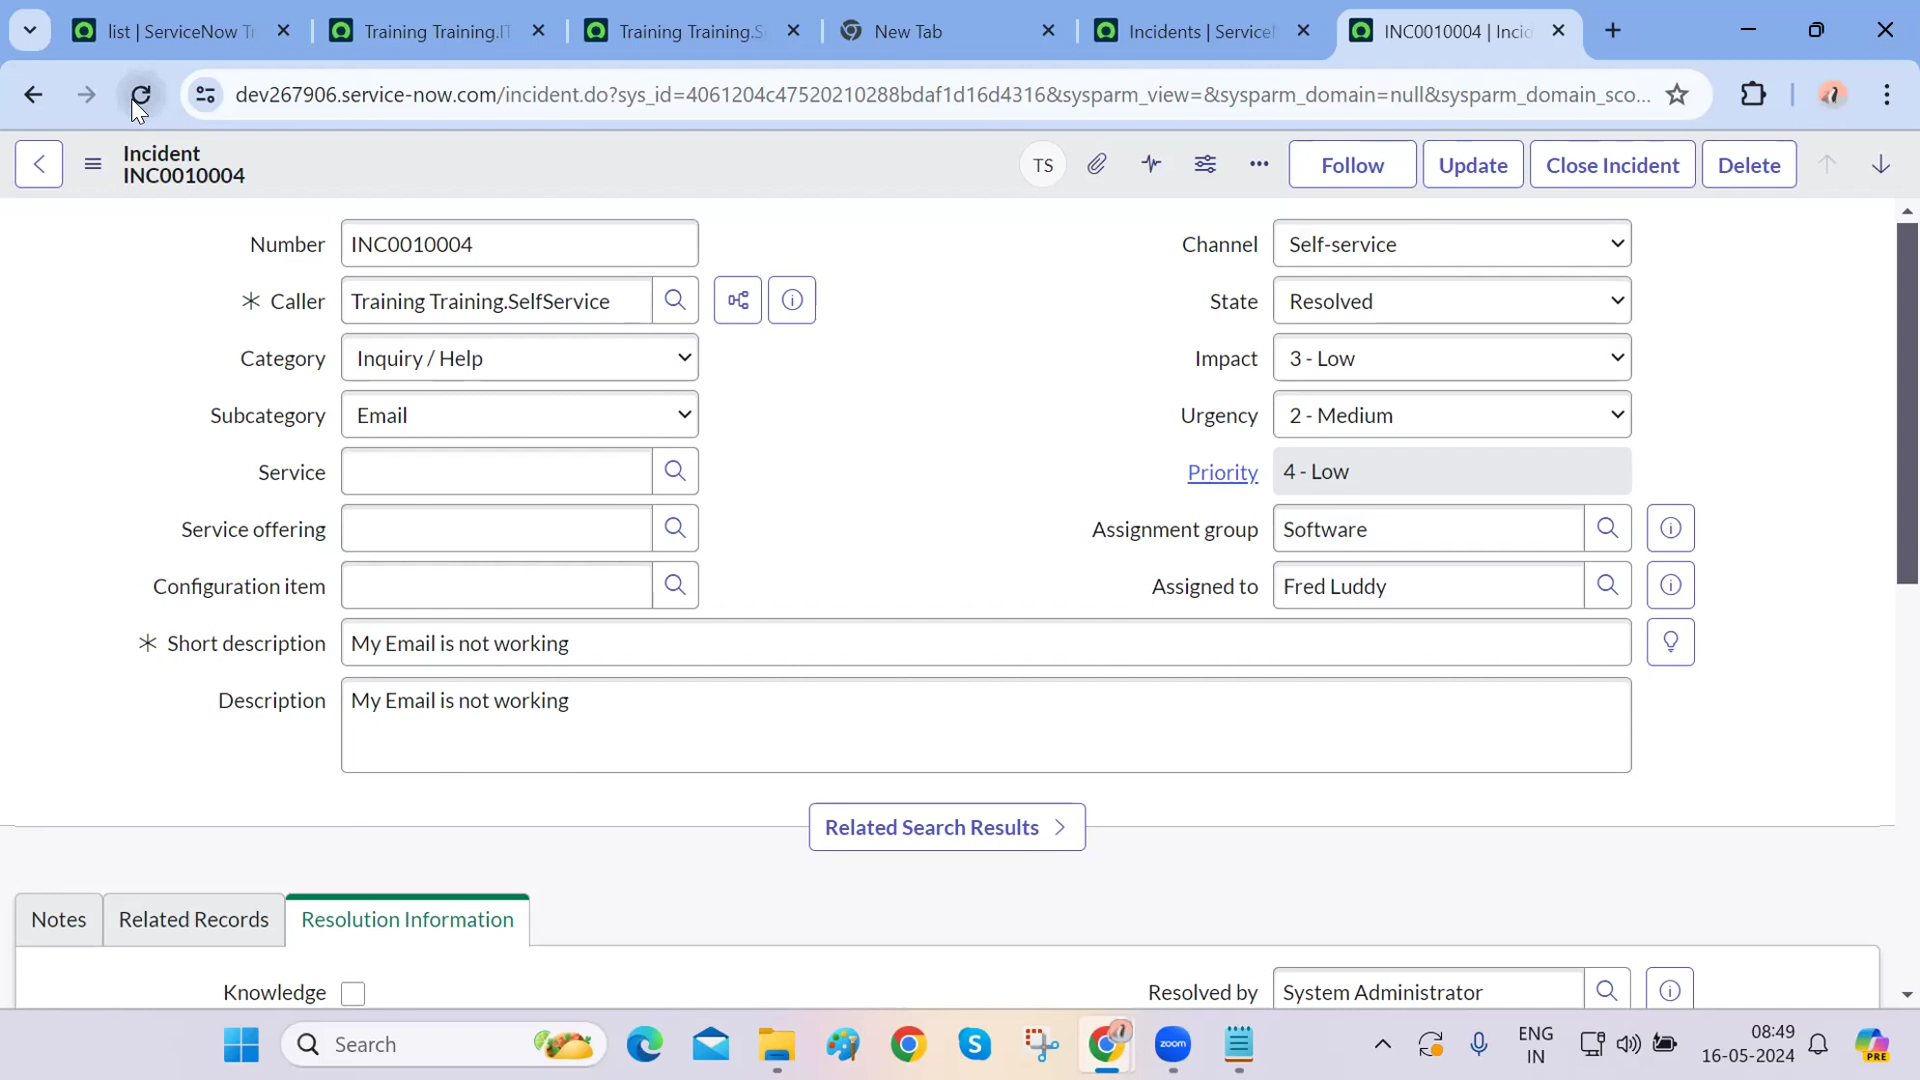 list | ServiceNow Tr
Training Training.IT
Training Training.S
New Tab
Incidents | Service
INC0010004 | Incid
dev267906.service-now.com/incident.do?sys_id=4061204c47520210288bdaf1d16d4316&sysparm_view=&sysparm_domain=null&sysparm_domain_sco...
Incident
INC0010004
TS
Follow
Update
Close Incident
Delete
Number INC0010004
Channel Self-service
Caller Training Training.SelfService
State Resolved
Category Inquiry / Help
Impact 3 - Low
Subcategory Email
Urgency 2 - Medium
Service
Priority 4 - Low
Service offering
Assignment group Software
Configuration item
Assigned to Fred Luddy
Short description My Email is not working
Description My Email is not working
Related Search Results
Notes
Related Records
Resolution Information
Knowledge
Resolved by System Administrator
Search
zoom
ENG
IN
08:49
16-05-2024
PRE